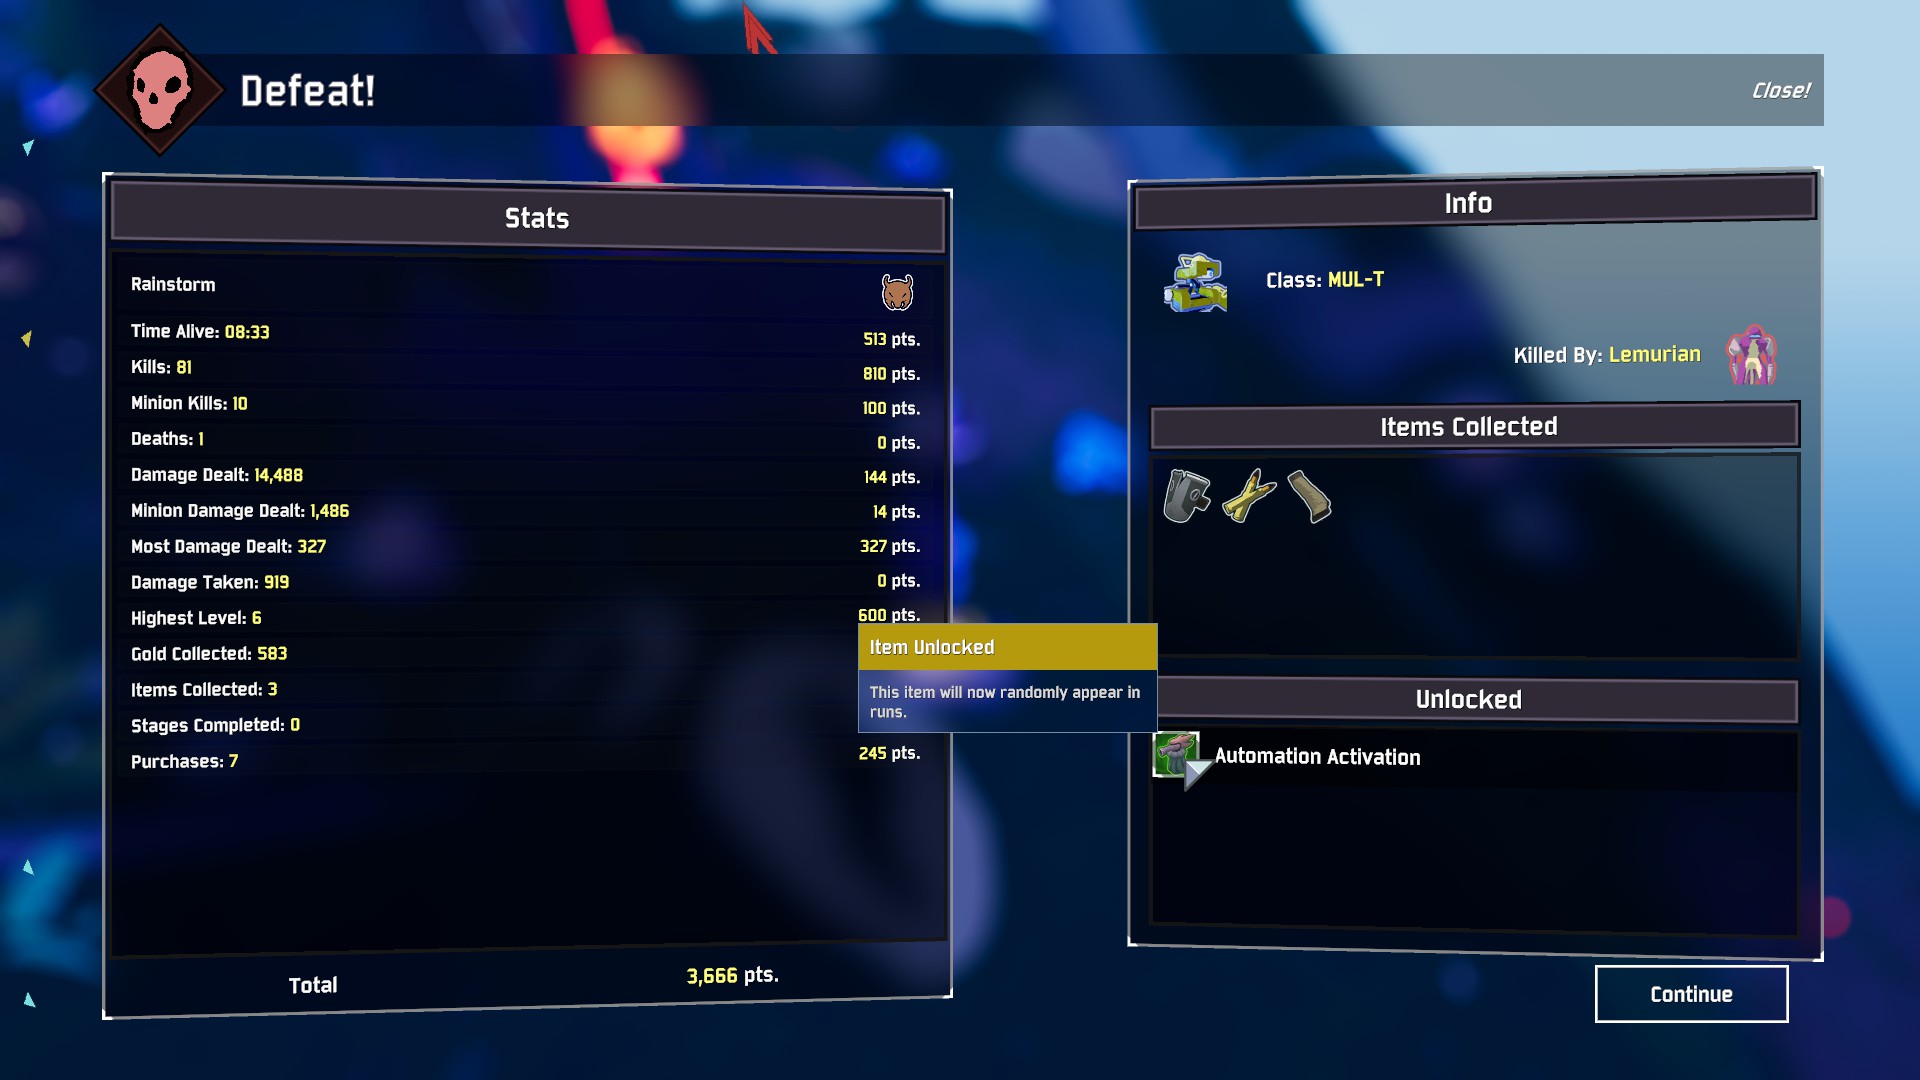 Defeat!
Close!
Stats
Rainstorm
Time Alive: 08:33
513 pts.
Kills: 81
810 pts.
Minion Kills: 10
100 pts.
Deaths: 1
0 pts.
Damage Dealt: 14,488
144 pts.
Minion Damage Dealt: 1,486
14 pts.
Most Damage Dealt: 327
327 pts.
Damage Taken: 919
0 pts.
Highest Level: 6
600 pts.
Gold Collected: 583
Items Collected: 3
Stages Completed: 0
Purchases: 7
245 pts.
Total
3,666 pts.
Item Unlocked
This item will now randomly appear in
runs.
Info
Class: MUL-T
Killed By: Lemurian
Items Collected
Unlocked
Automation Activation
Continue